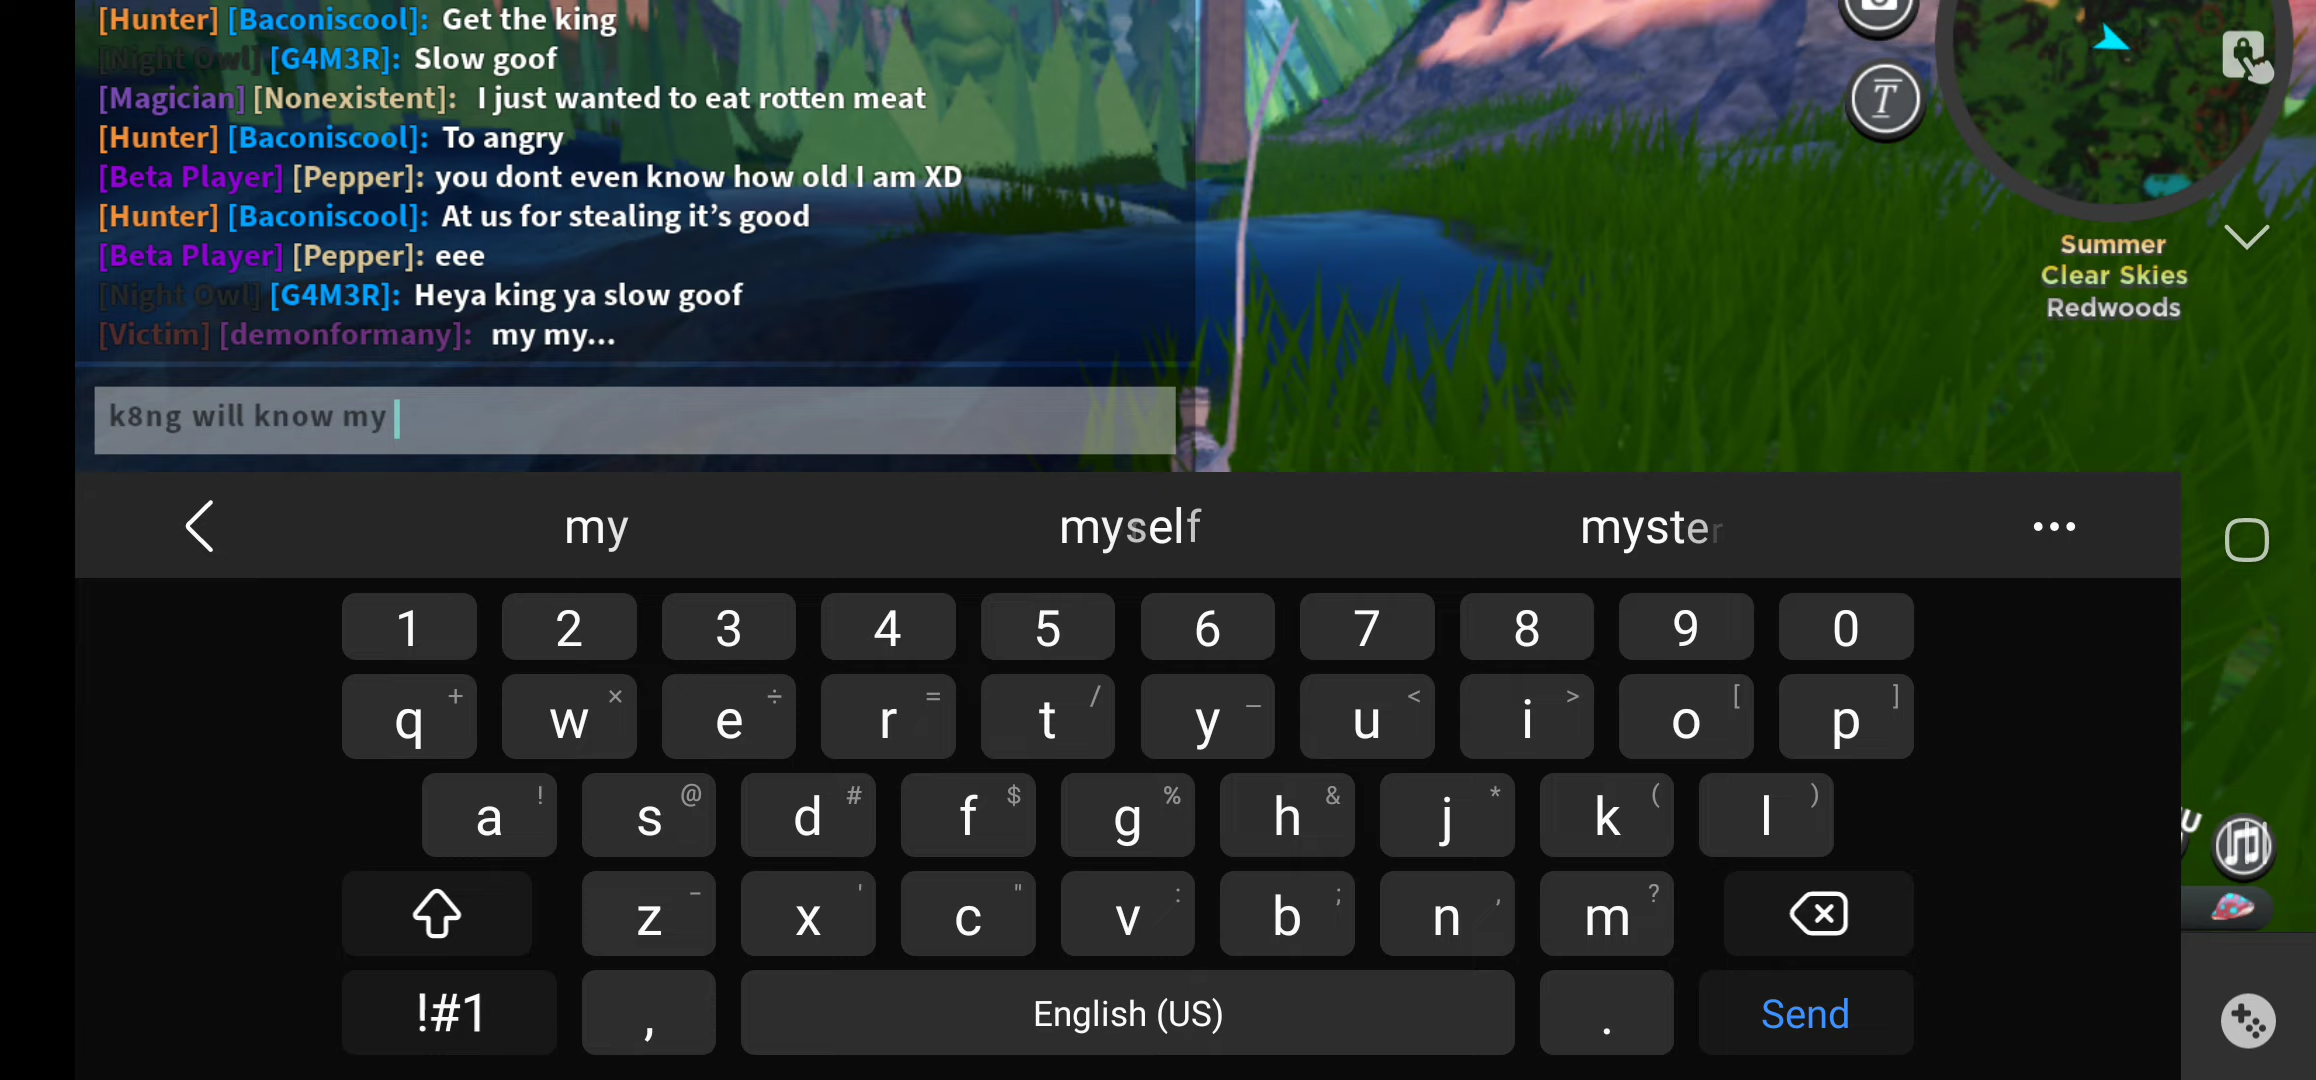 [Hunter] [Baconiscool]: Get the king
[Night Owl] [G4M3R]: Slow goof
[Magician] [Nonexistent]: I just wanted to eat rotten meat
[Hunter] [Baconiscool]: To angry
[Beta Player] [Pepper]: you dont even know how old I am XD
[Hunter] [Baconiscool]: At us for stealing it’s good
[Beta Player] [Pepper]: eee
[Night Owl] [G4M3R]: Heya king ya slow goof
[Victim] [demonformany]: my my...
k8ng will know my
T
Summer
Clear Skies
Redwoods
my myself myster ...
1 2 3 4 5 6 7 8 9 0
q + w × e ÷ r = t / y _ u < i > o [ p ]
a ! s @ d # f $ g % h & j * k ( l )
z - x ' c " v : b ; n , m ?
!#1 , English (US) . Send